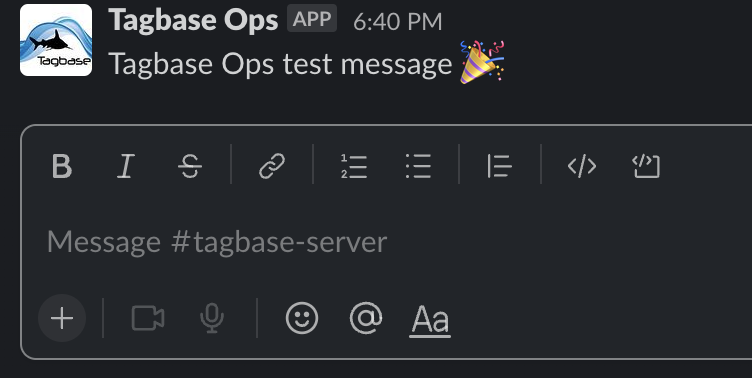 Tagbase Ops APP 6:40 PM
Tagbase
Tagbase Ops test message 🎉
B I S
Message #tagbase-server
Aa